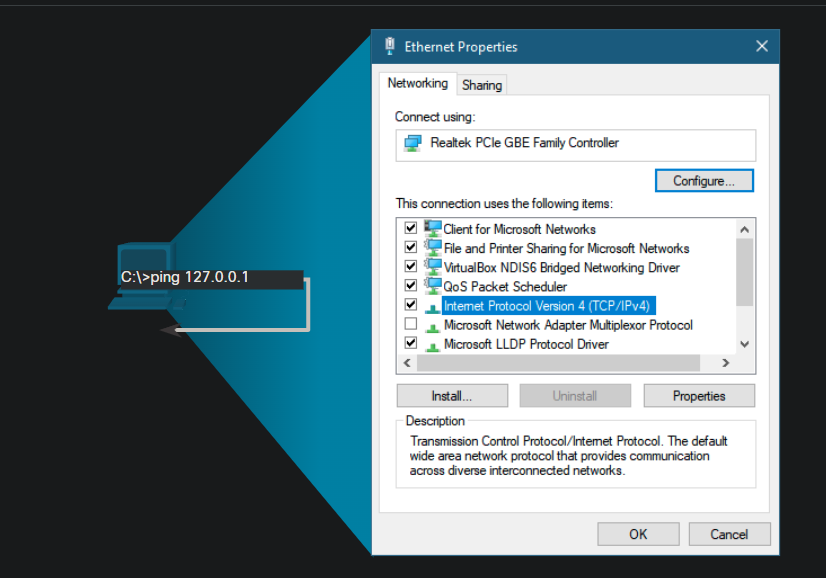 Ethernet Properties
Networking
Sharing
Connect using:
Realtek PCIe GBE Family Controller
Configure...
This connection uses the following items:
Client for Microsoft Networks
File and Printer Sharing for Microsoft Networks
VirtualBox NDIS6 Bridged Networking Driver
QoS Packet Scheduler
Internet Protocol Version 4 (TCP/IPv4)
Microsoft Network Adapter Multiplexor Protocol
Microsoft LLDP Protocol Driver
Install...
Uninstall
Properties
Description
Transmission Control Protocol/Internet Protocol. The default
wide area network protocol that provides communication
across diverse interconnected networks.
OK
Cancel
C:\>ping 127.0.0.1